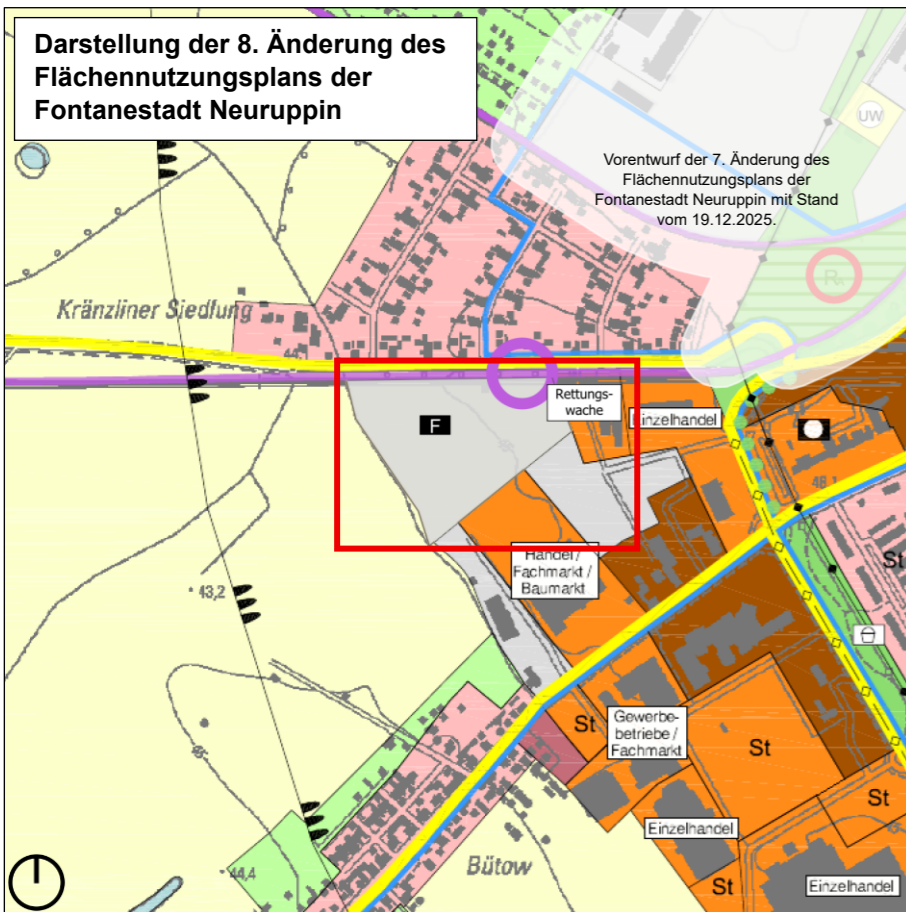 Darstellung der 8. Änderung des
Flächennutzungsplans der
Fontanestadt Neuruppin
UW
Vorentwurf der 7. Änderung des
Flächennutzungsplans der
Fontanestadt Neuruppin mit Stand
vom 19.12.2025.
Kränzliner Siedlung
Rettungs-
wache
Einzelhandel
F
48,1
Handel /
Fachmarkt /
Baumarkt
43,2
St
St
Gewerbe-
betriebe /
Fachmarkt
St
St
Einzelhandel
Bütow
44,4
St
Einzelhandel